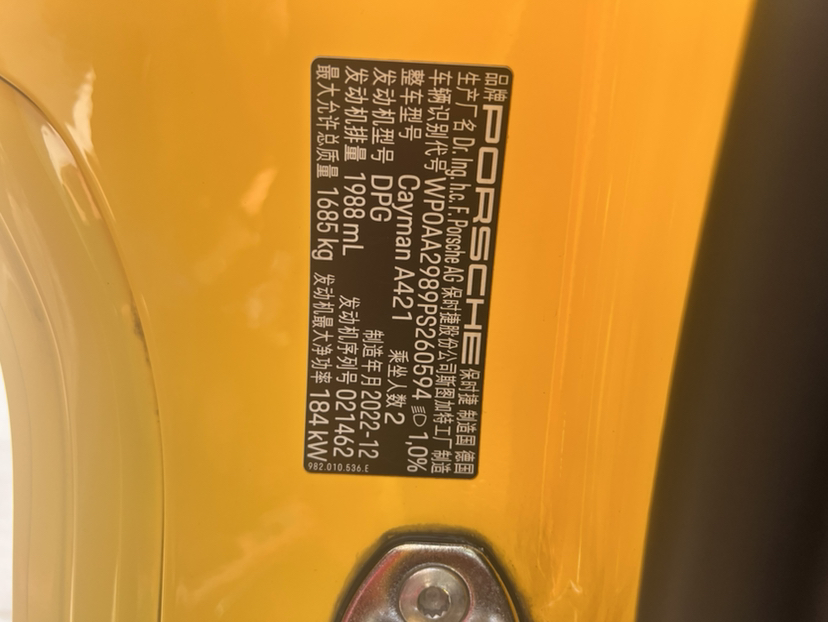 品牌 PORSCHE 保时捷 制造国 德国
生产厂名 Dr. Ing. h.c. F. Porsche AG 保时捷股份公司斯图加特工厂制造
车辆识别代号 WP0AA2989PS260594 1,0%
整车型号 Cayman A421 乘坐人数 2
发动机型号 DPG 制造年月 2022-12
发动机排量 1988 mL 发动机序列号 021462
最大允许总质量 1685 kg 发动机最大净功率 184 kW
982.010.536.E